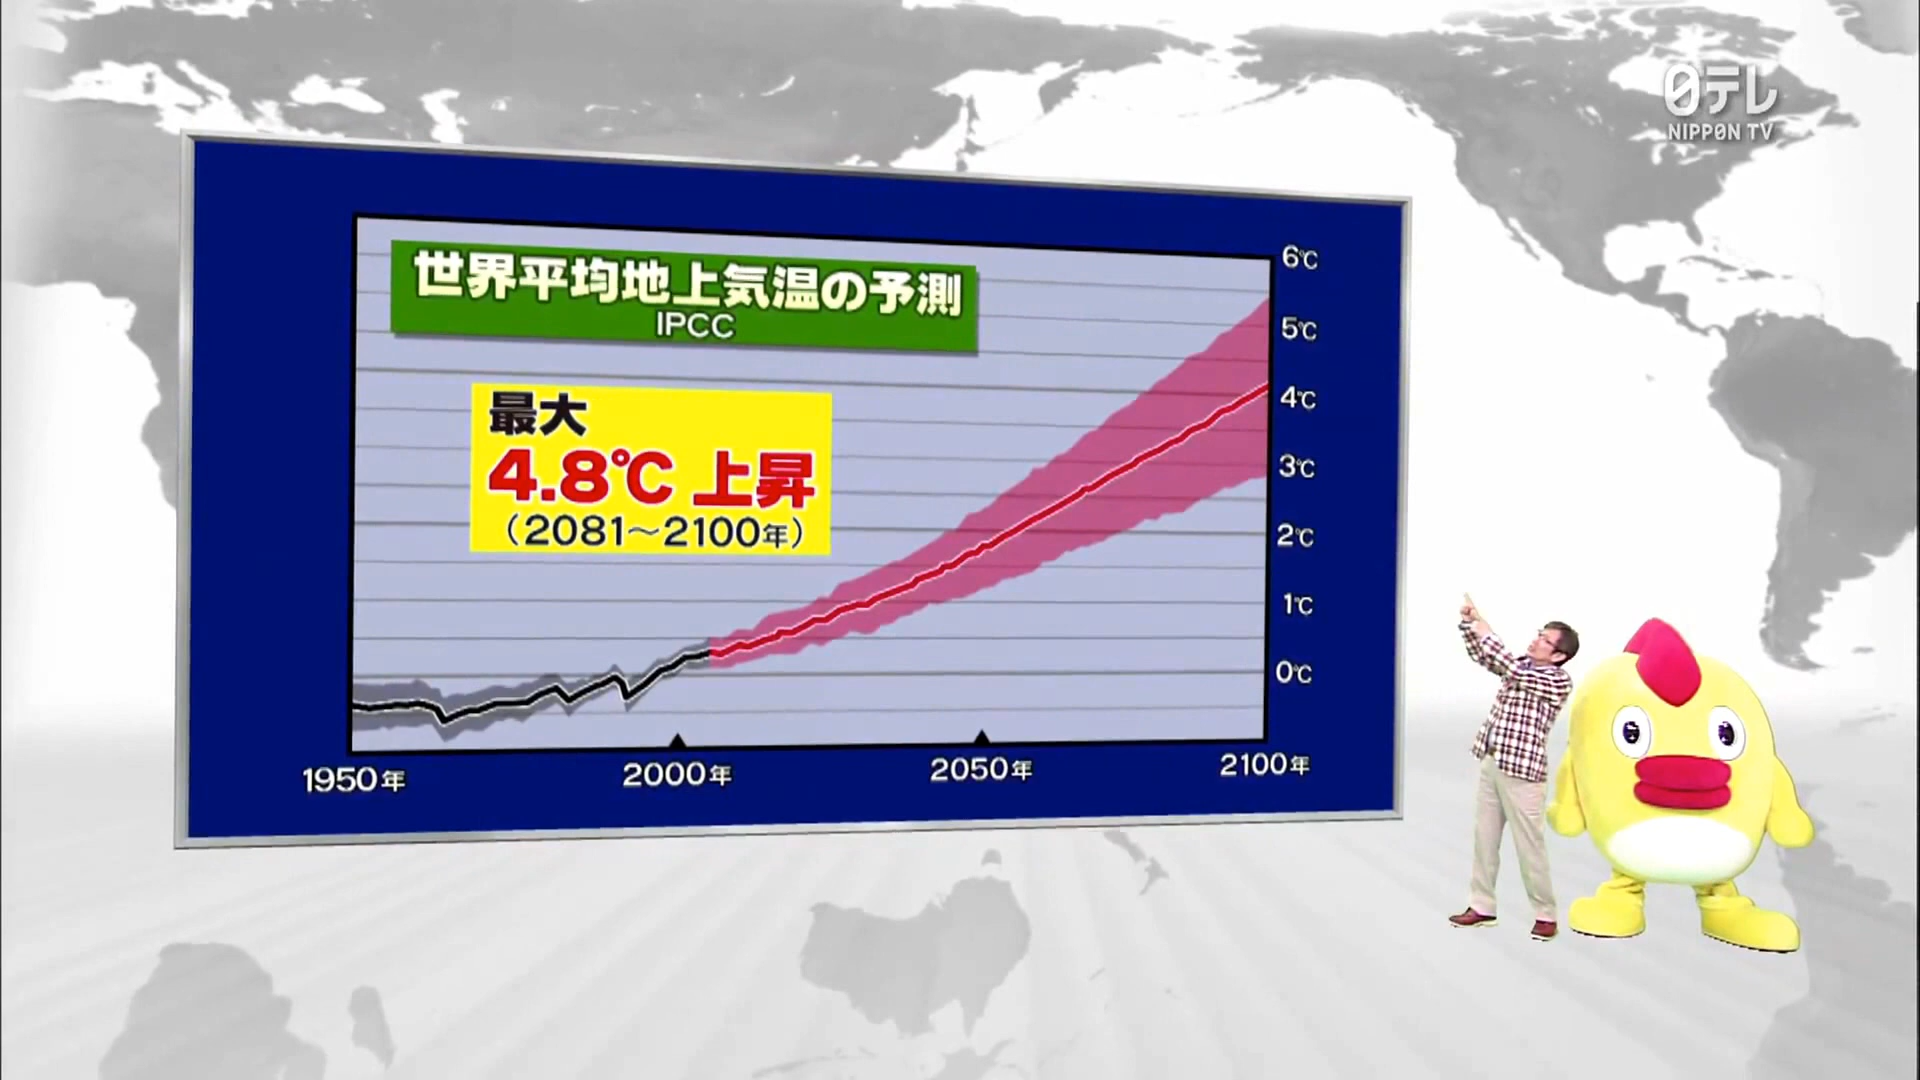 日テレ
NIPPON TV
世界平均地上気温の予測
IPCC
最大
4.8℃ 上昇
(2081～2100年)
6℃
5℃
4℃
3℃
2℃
1℃
0℃
1950年
2000年
2050年
2100年